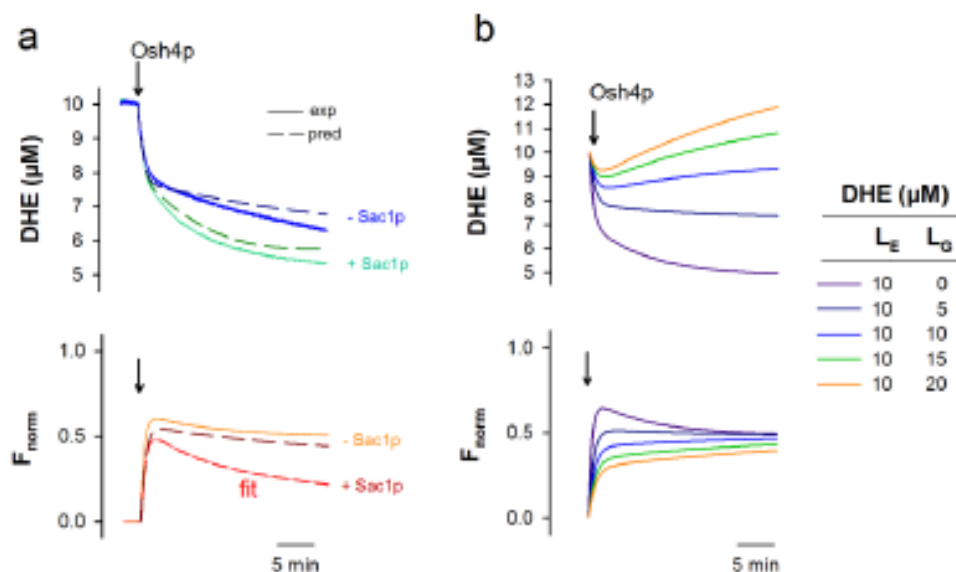 a
Osh4p
10
9
8
7
6
5
DHE (µM)
exp
pred
- Sac1p
+ Sac1p
1.0
0.5
0.0
Fnorm
- Sac1p
+ Sac1p
fit
5 min
b
Osh4p
13
12
11
10
9
8
7
6
5
DHE (µM)
1.0
0.5
0.0
Fnorm
5 min
DHE (µM)
LE LG
10 0
10 5
10 10
10 15
10 20